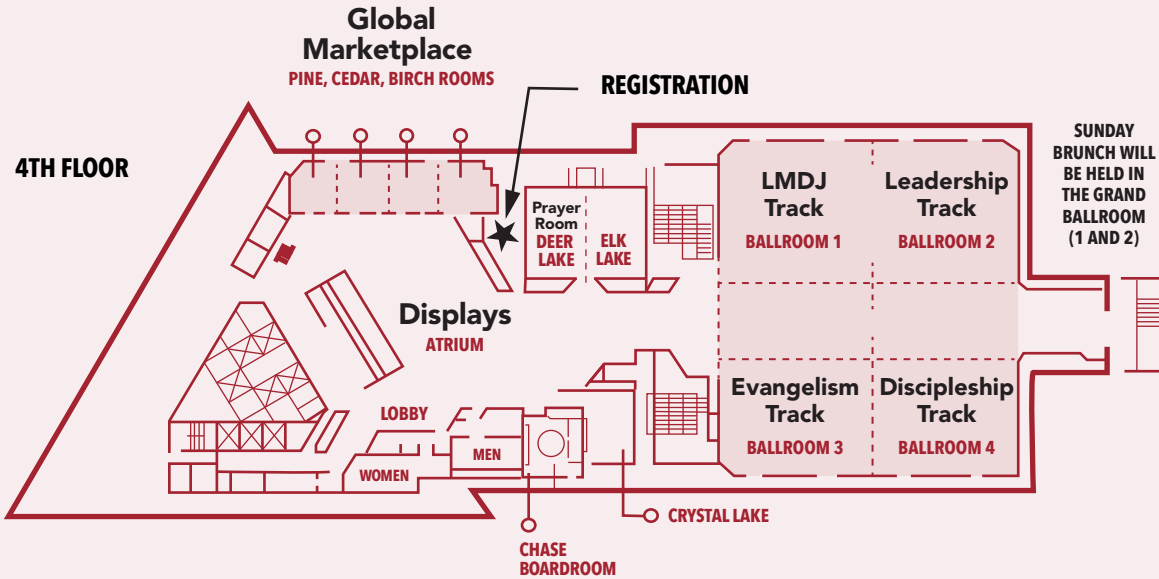 Global
Marketplace
PINE, CEDAR, BIRCH ROOMS
REGISTRATION
4TH FLOOR
SUNDAY
BRUNCH WILL
BE HELD IN
THE GRAND
BALLROOM
(1 AND 2)
LMDJ
Track
BALLROOM 1
Leadership
Track
BALLROOM 2
Prayer
Room
DEER
LAKE
ELK
LAKE
Displays
ATRIUM
Evangelism
Track
BALLROOM 3
Discipleship
Track
BALLROOM 4
LOBBY
MEN
WOMEN
CRYSTAL LAKE
CHASE
BOARDROOM